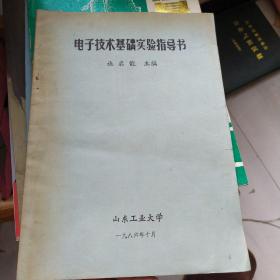 电子技术基础实验指导书
主编
山东工业大学
一九八六年十月